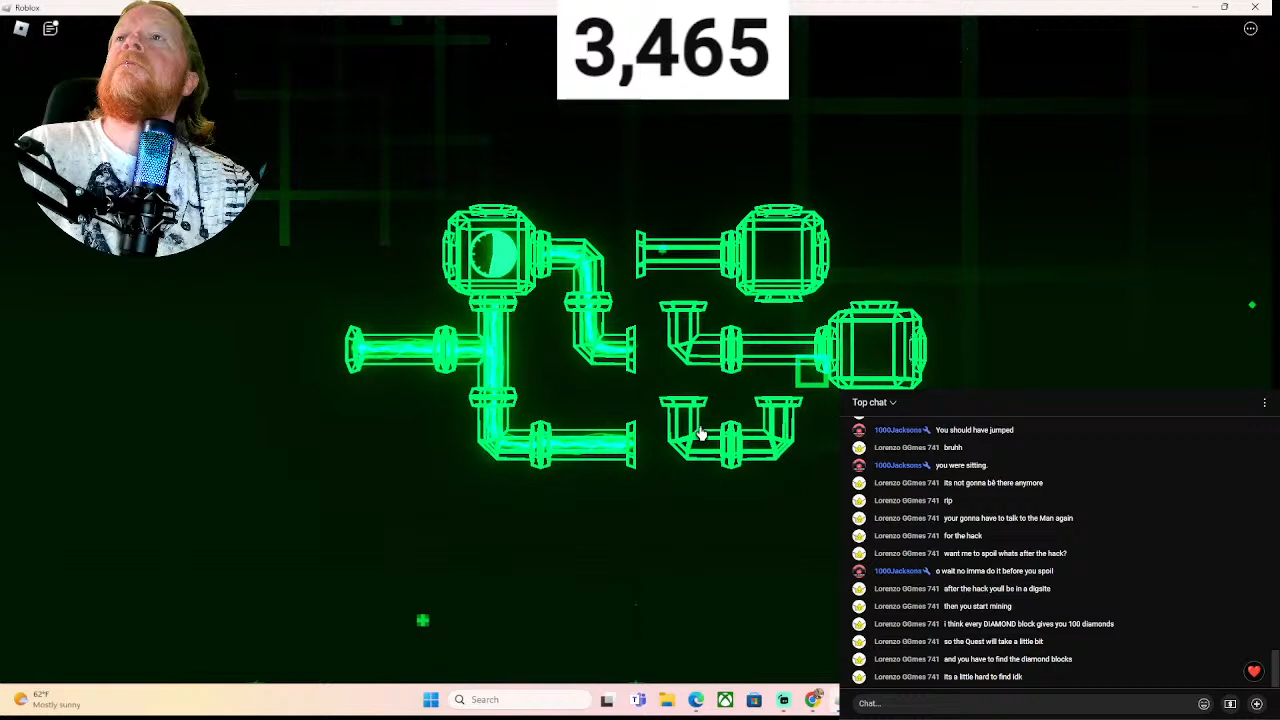 Roblox
3,465
Top chat
1000Jacksons You should have jumped
Lorenzo GGmes 741 bruhh
1000Jacksons you were sitting.
Lorenzo GGmes 741 its not gonna bê there anymore
Lorenzo GGmes 741 rip
Lorenzo GGmes 741 your gonna have to talk to the Man again
Lorenzo GGmes 741 for the hack
Lorenzo GGmes 741 want me to spoil whats after the hack?
1000Jacksons o wait no imma do it before you spoil
Lorenzo GGmes 741 after the hack youll be in a digsite
Lorenzo GGmes 741 then you start mining
Lorenzo GGmes 741 i think every DIAMOND block gives you 100 diamonds
Lorenzo GGmes 741 so the Quest will take a little bit
Lorenzo GGmes 741 and you have to find the diamond blocks
Lorenzo GGmes 741 its a little hard to find idk
Chat...
62°F
Mostly sunny
Search